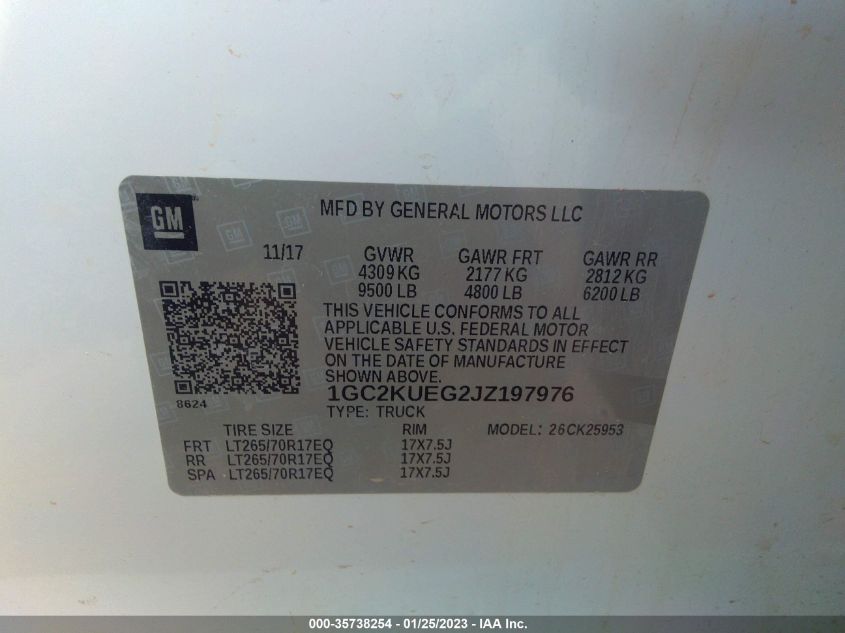 GM
MFD BY GENERAL MOTORS LLC
11/17 GVWR GAWR FRT GAWR RR
4309 KG 2177 KG 2812 KG
9500 LB 4800 LB 6200 LB
THIS VEHICLE CONFORMS TO ALL
APPLICABLE U.S. FEDERAL MOTOR
VEHICLE SAFETY STANDARDS IN EFFECT
ON THE DATE OF MANUFACTURE
SHOWN ABOVE.
8624
1GC2KUEG2JZ197976
TYPE: TRUCK
TIRE SIZE RIM MODEL: 26CK25953
FRT LT265/70R17EQ 17X7.5J
RR LT265/70R17EQ 17X7.5J
SPA LT265/70R17EQ 17X7.5J
000-35738254 - 01/25/2023 - IAA Inc.